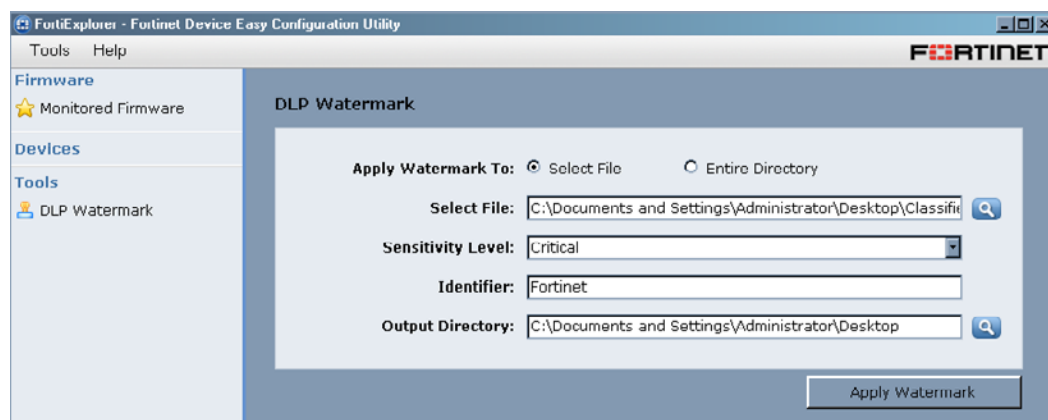 FortiExplorer - Fortinet Device Easy Configuration Utility
Tools Help
FORTINET
Firmware
Monitored Firmware
Devices
Tools
DLP Watermark
DLP Watermark
Apply Watermark To: Select File Entire Directory
Select File: C:\Documents and Settings\Administrator\Desktop\Classifie
Sensitivity Level: Critical
Identifier: Fortinet
Output Directory: C:\Documents and Settings\Administrator\Desktop
Apply Watermark